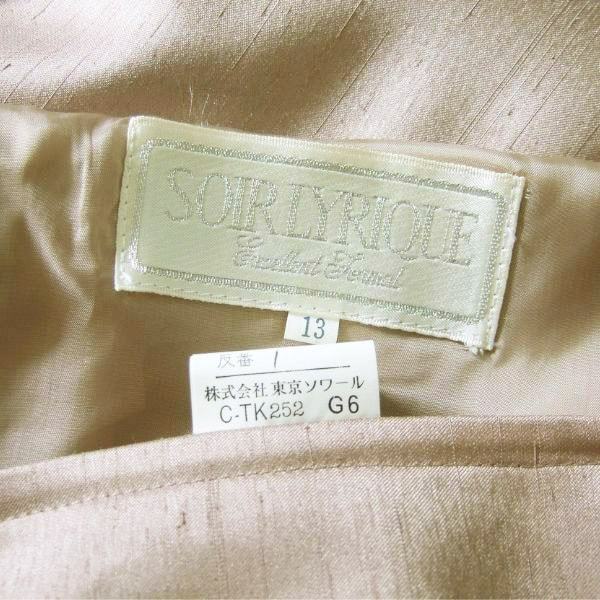 SOIR LYRIQUE
Excellent Formal
13
反番 1
株式会社 東京ソワール
C-TK252 G6